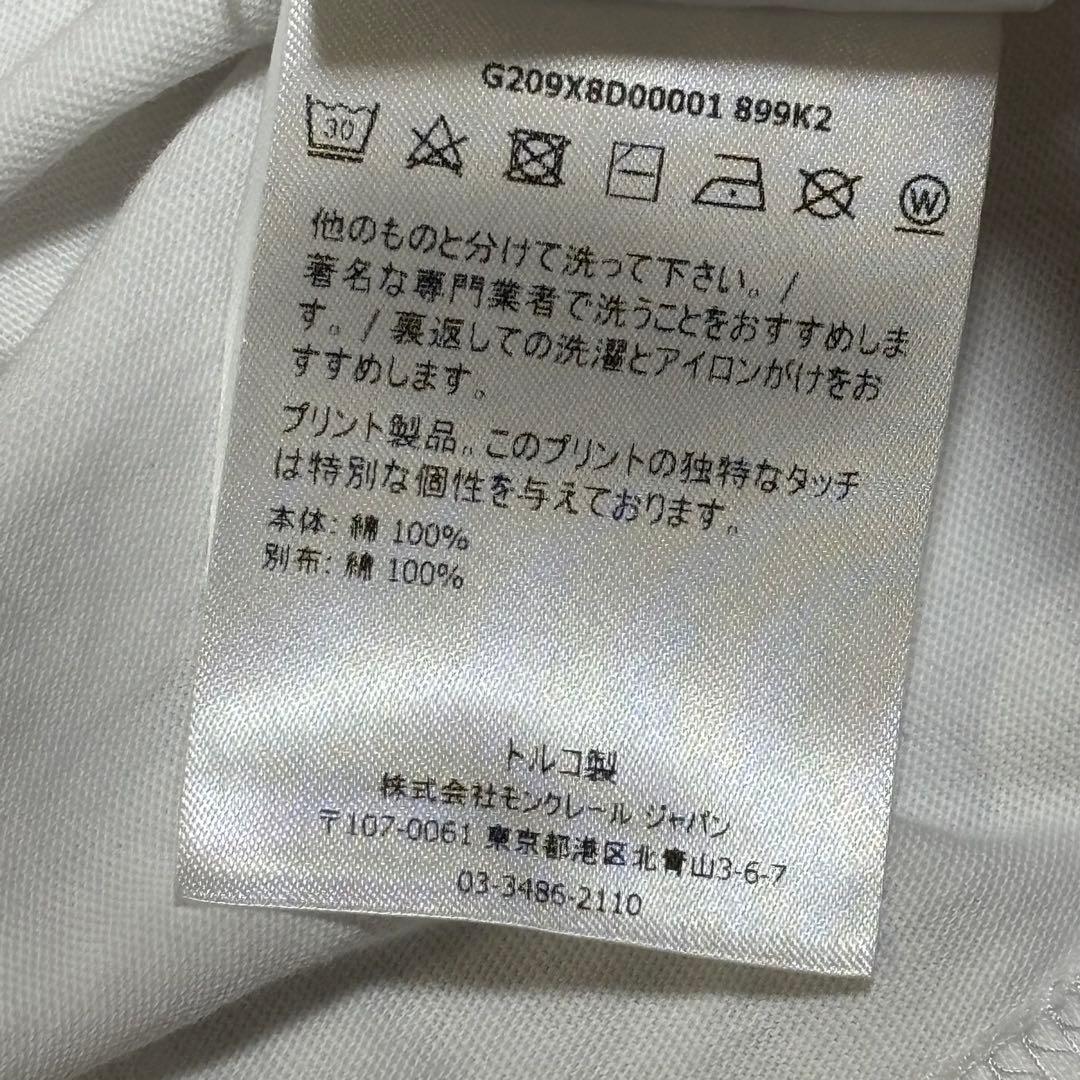 G209X8D00001 899K2
30
W
他のものと分けて洗って下さい。/
著名な専門業者で洗うことをおすすめしま
す。/ 裏返しての洗濯とアイロンがけをお
すすめします。
プリント製品。このプリントの独特なタッチ
は特別な個性を与えております。
本体: 綿 100%
別布: 綿 100%
トルコ製
株式会社モンクレール ジャパン
〒107-0061 東京都港区北青山3-6-7
03-3486-2110